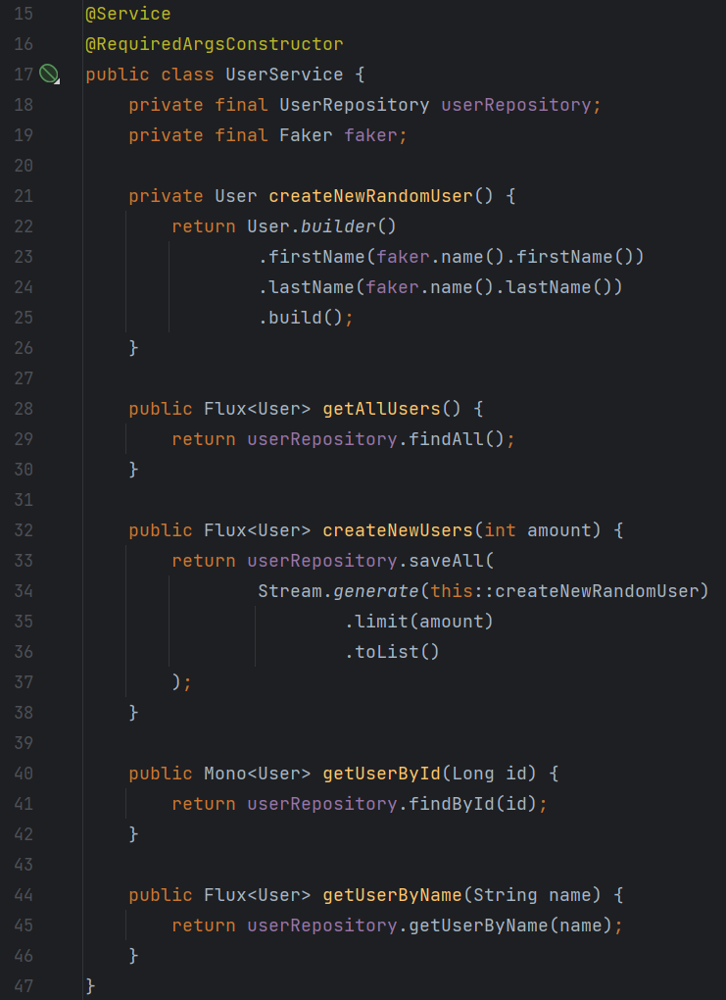 15 @Service
16 @RequiredArgsConstructor
17 public class UserService {
18     private final UserRepository userRepository;
19     private final Faker faker;
20
21     private User createNewRandomUser() {
22         return User.builder()
23                 .firstName(faker.name().firstName())
24                 .lastName(faker.name().lastName())
25                 .build();
26     }
27
28     public Flux<User> getAllUsers() {
29         return userRepository.findAll();
30     }
31
32     public Flux<User> createNewUsers(int amount) {
33         return userRepository.saveAll(
34                 Stream.generate(this::createNewRandomUser)
35                         .limit(amount)
36                         .toList()
37         );
38     }
39
40     public Mono<User> getUserById(Long id) {
41         return userRepository.findById(id);
42     }
43
44     public Flux<User> getUserByName(String name) {
45         return userRepository.getUserByName(name);
46     }
47 }